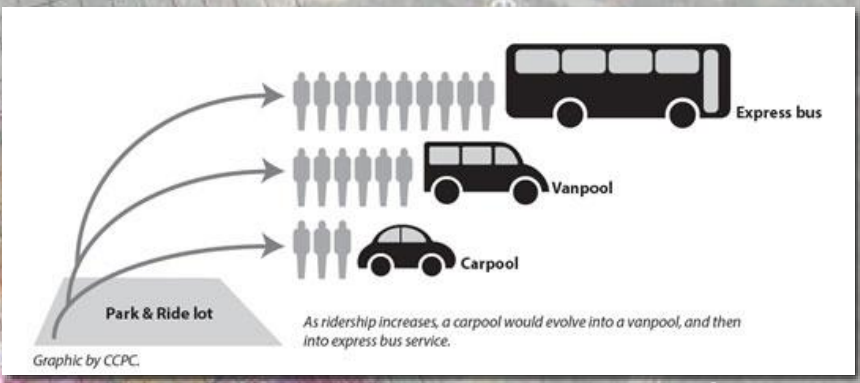 Express bus
Vanpool
Carpool
Park & Ride lot
As ridership increases, a carpool would evolve into a vanpool, and then
into express bus service.
Graphic by CCPC.